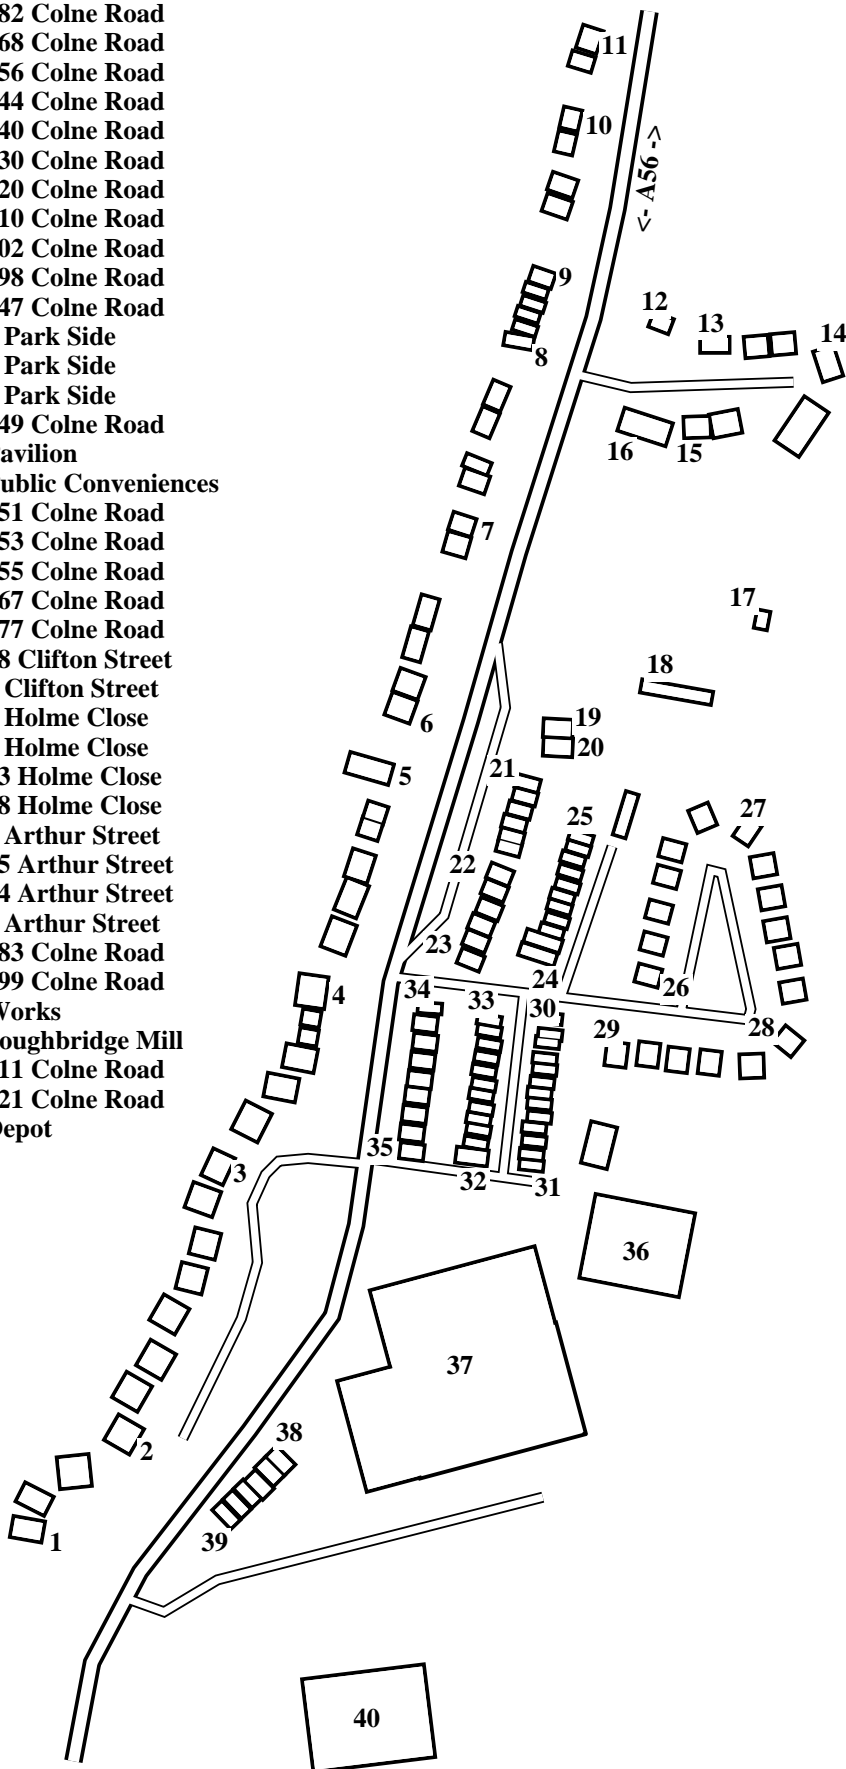 82 Colne Road
68 Colne Road
56 Colne Road
44 Colne Road
40 Colne Road
30 Colne Road
20 Colne Road
10 Colne Road
02 Colne Road
98 Colne Road
47 Colne Road
Park Side
Park Side
Park Side
49 Colne Road
avilion
ublic Conveniences
51 Colne Road
53 Colne Road
55 Colne Road
67 Colne Road
77 Colne Road
8 Clifton Street
Clifton Street
Holme Close
Holme Close
3 Holme Close
8 Holme Close
Arthur Street
5 Arthur Street
4 Arthur Street
Arthur Street
83 Colne Road
99 Colne Road
Works
oughbridge Mill
11 Colne Road
21 Colne Road
Depot
11
10
<- A56 ->
9
12
13
14
8
16
15
7
17
18
6
19
20
5
21
25
27
22
23
24
26
4
34
33
30
28
29
35
3
32
31
36
37
38
2
39
1
40